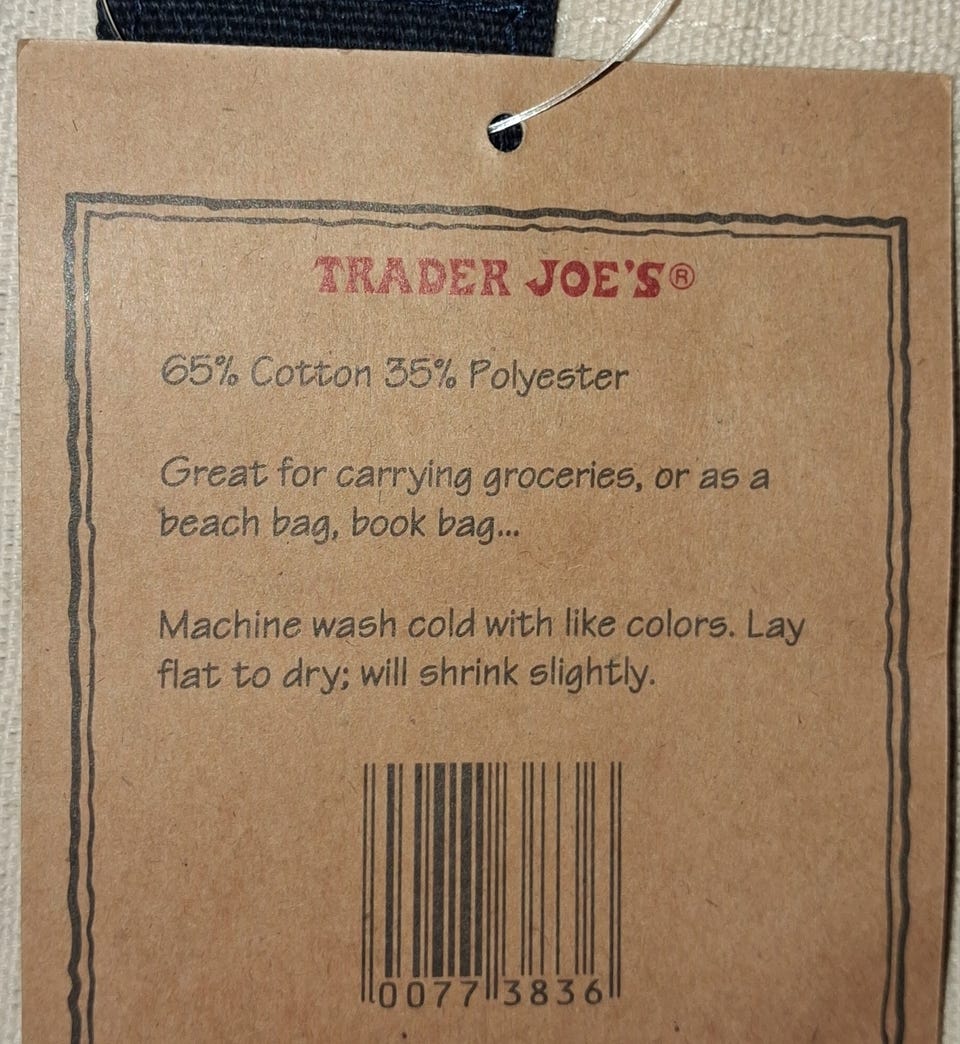 TRADER JOE'S®
65% Cotton 35% Polyester
Great for carrying groceries, or as a
beach bag, book bag...
Machine wash cold with like colors. Lay
flat to dry; will shrink slightly.
0077 3836